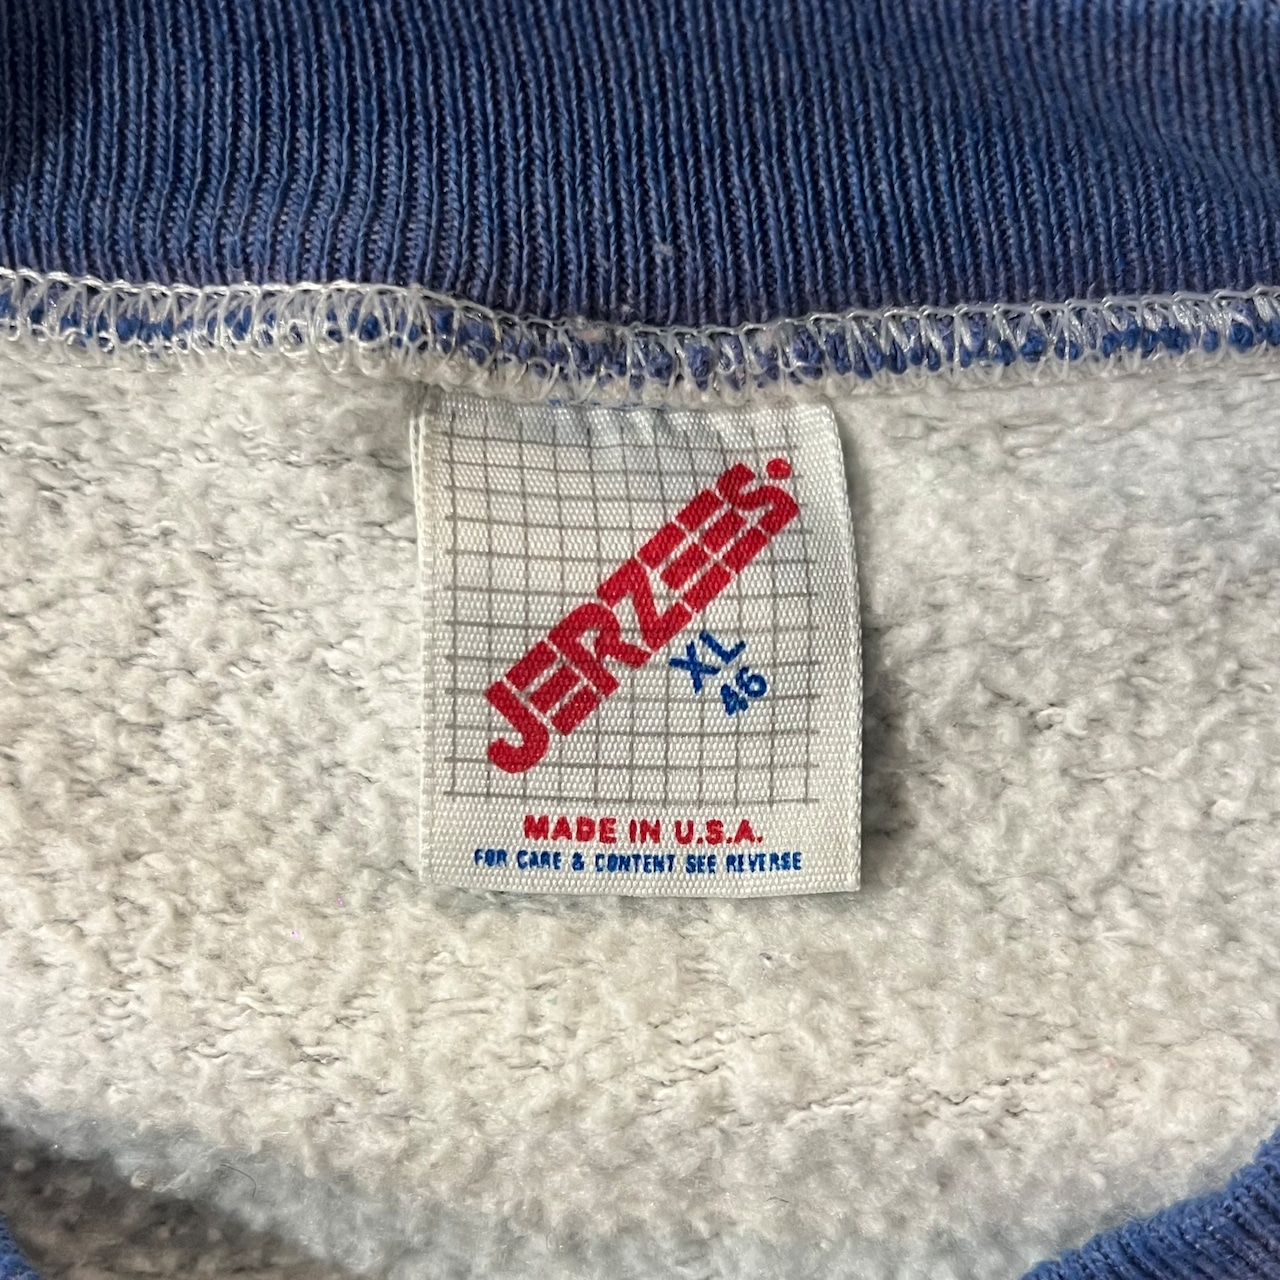 JERZEES.
XL
46
MADE IN U.S.A.
FOR CARE & CONTENT SEE REVERSE